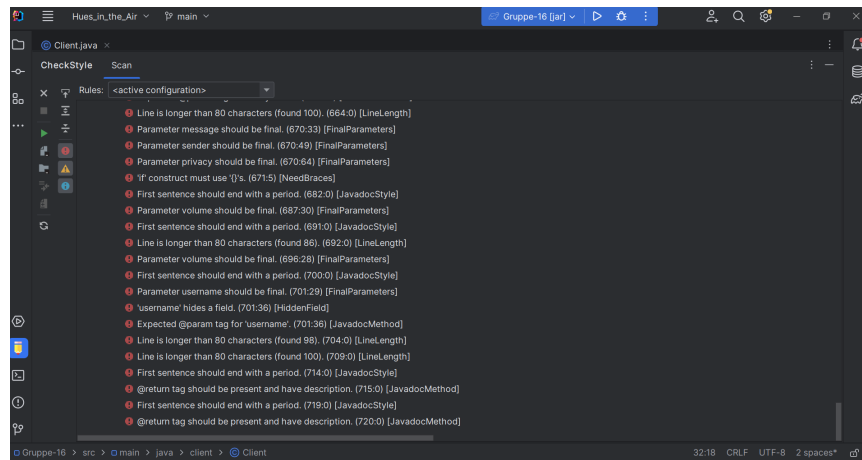 Hues_in_the_Air
main
Gruppe-16 [jar]
Client.java
CheckStyle Scan
Rules: <active configuration>
Line is longer than 80 characters (found 100). (664:0) [LineLength]
Parameter message should be final. (670:33) [FinalParameters]
Parameter sender should be final. (670:49) [FinalParameters]
Parameter privacy should be final. (670:64) [FinalParameters]
'if' construct must use '{}'s. (671:5) [NeedBraces]
First sentence should end with a period. (682:0) [JavadocStyle]
Parameter volume should be final. (687:30) [FinalParameters]
First sentence should end with a period. (691:0) [JavadocStyle]
Line is longer than 80 characters (found 86). (692:0) [LineLength]
Parameter volume should be final. (696:28) [FinalParameters]
First sentence should end with a period. (700:0) [JavadocStyle]
Parameter username should be final. (701:29) [FinalParameters]
'username' hides a field. (701:36) [HiddenField]
Expected @param tag for 'username'. (701:36) [JavadocMethod]
Line is longer than 80 characters (found 98). (704:0) [LineLength]
Line is longer than 80 characters (found 100). (709:0) [LineLength]
First sentence should end with a period. (714:0) [JavadocStyle]
@return tag should be present and have description. (715:0) [JavadocMethod]
First sentence should end with a period. (719:0) [JavadocStyle]
@return tag should be present and have description. (720:0) [JavadocMethod]
Gruppe-16 > src > main > java > client > Client 32:18 CRLF UTF-8 2 spaces*